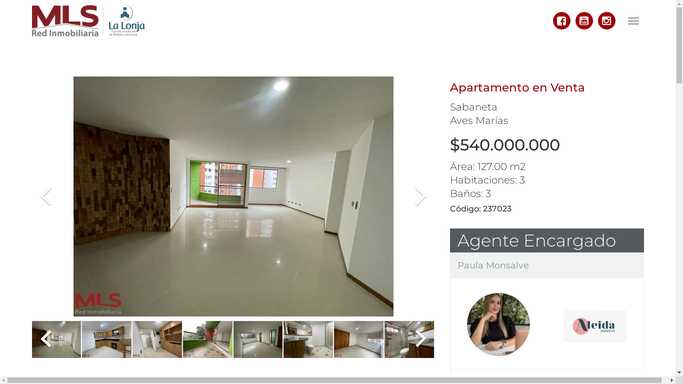 MLS
Red Inmobiliaria
La Lonja
Apartamento en Venta
Sabaneta
Aves Marías
$540.000.000
Área: 127.00 m2
Habitaciones: 3
Baños: 3
Código: 237023
MLS
Red Inmobiliaria
Agente Encargado
Paula Monsalve
Aleida